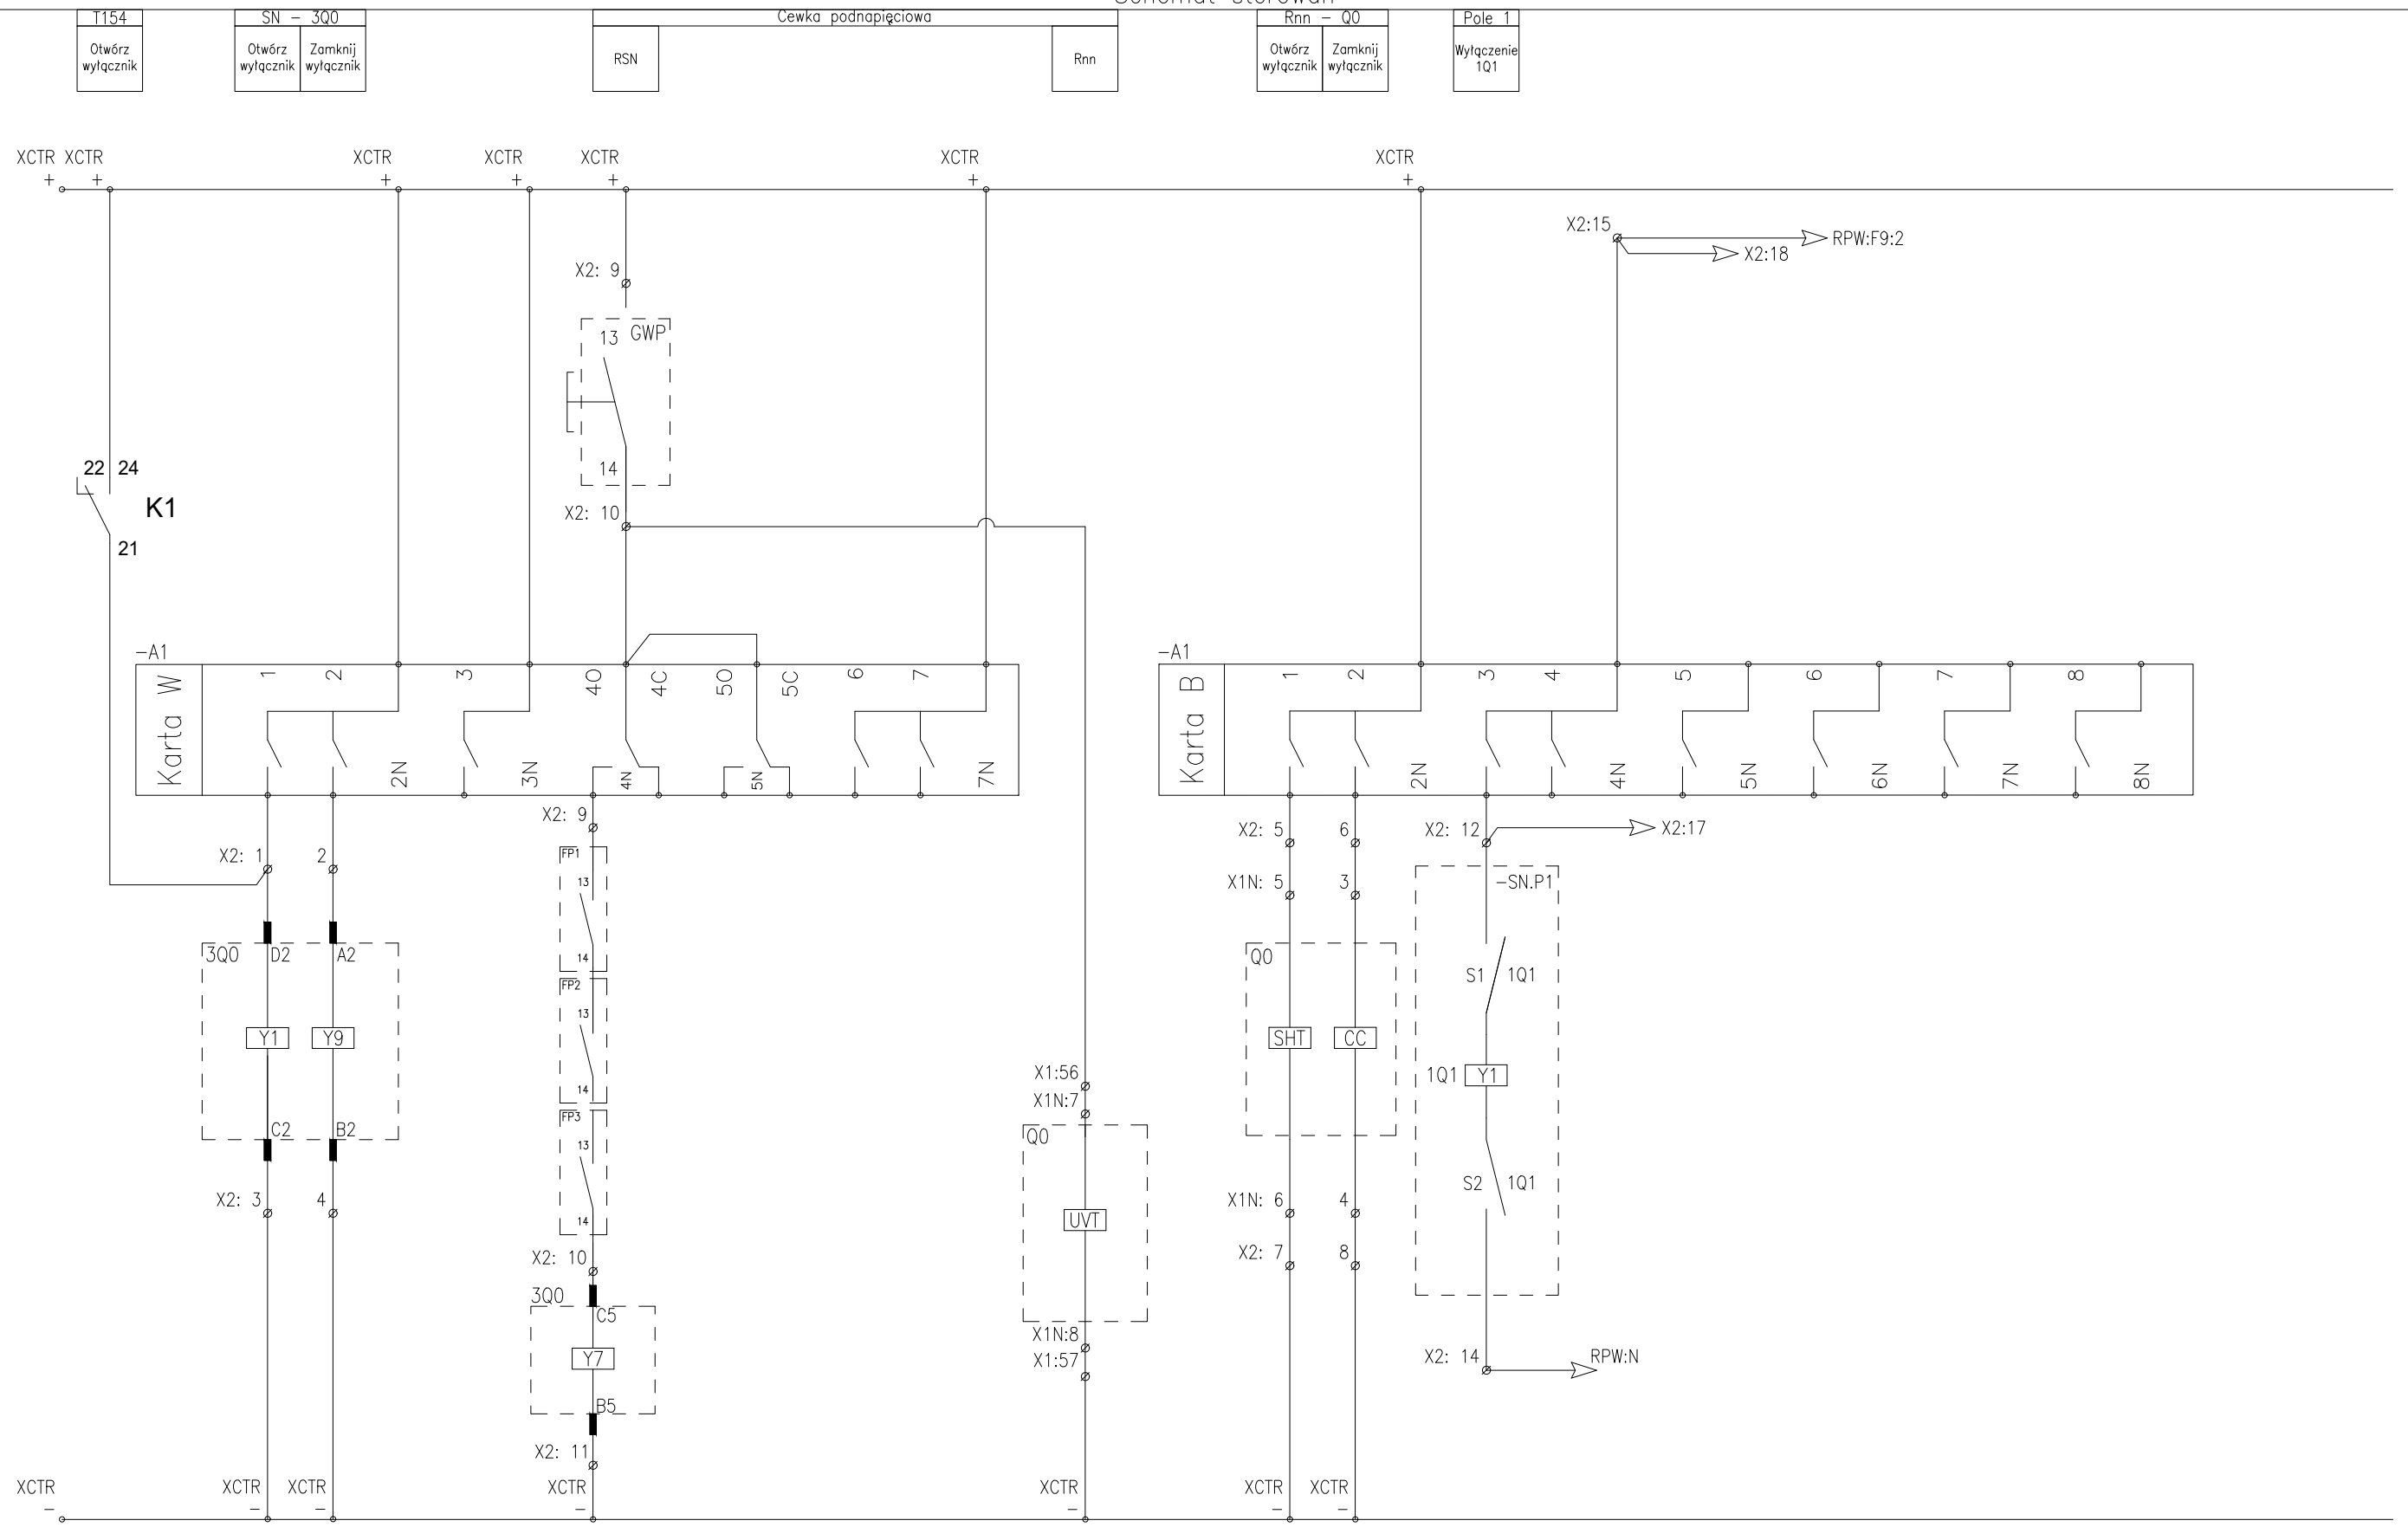 T154
Otwórz
wyłącznik
SN - 3Q0
Otwórz
wyłącznik
Zamknij
wyłącznik
Cewka podnapięciowa
RSN
Rnn
Rnn - Q0
Otwórz
wyłącznik
Zamknij
wyłącznik
Pole 1
Wyłączenie
1Q1
XCTR XCTR XCTR XCTR XCTR XCTR XCTR
+ + + + + + +
X2:15
RPW:F9:2
X2:18
X2: 9
13 GWP
14
X2: 10
22 24
K1
21
-A1
Karta W
1 2 3 4O 4C 5O 5C 6 7
2N 3N 4N 5N 7N
-A1
Karta B
1 2 3 4 5 6 7 8
2N 4N 5N 6N 7N 8N
X2: 1 2
3Q0 D2 A2
Y1 Y9
C2 B2
X2: 3 4
X2: 9
FP1
13
14
FP2
13
14
FP3
13
14
X2: 10
3Q0
C5
Y7
B5
X2: 11
X1:56
X1N:7
Q0
UVT
X1N:8
X1:57
X2: 5 6
X1N: 5 3
Q0
SHT CC
X1N: 6 4
X2: 7 8
X2: 12
X2:17
-SN.P1
S1 1Q1
1Q1 Y1
S2 1Q1
X2: 14
RPW:N
XCTR XCTR XCTR XCTR XCTR XCTR XCTR
- - - - - - -